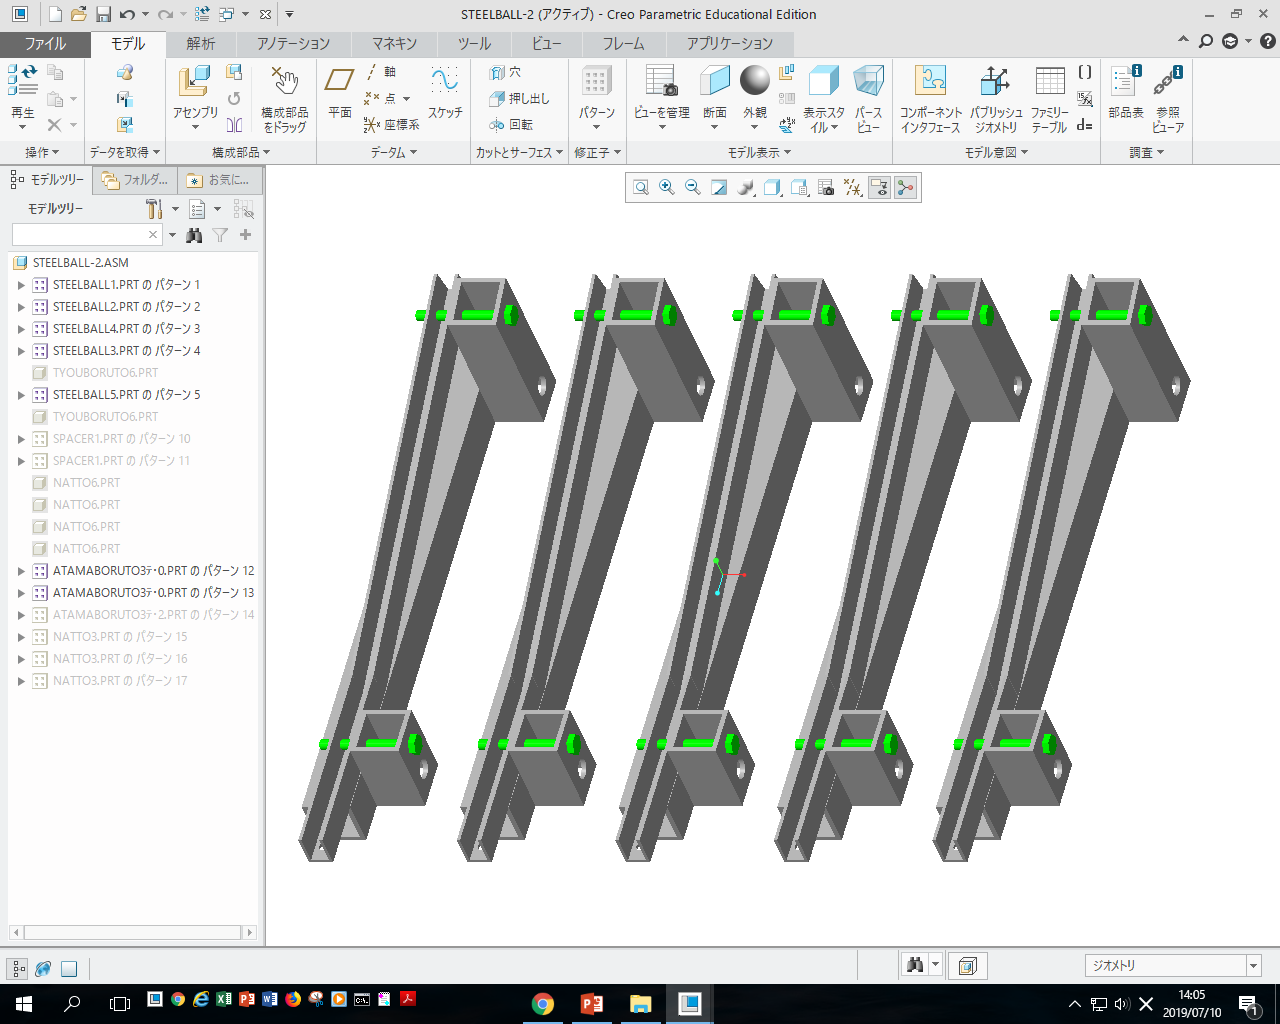 STEELBALL-2 (アクティブ) - Creo Parametric Educational Edition
ファイル モデル 解析 アノテーション マネキン ツール ビュー フレーム アプリケーション
再生
操作
データを取得
アセンブリ
構成部品
をドラッグ
構成部品
平面
軸
点
座標系
スケッチ
データム
穴
押し出し
回転
カットとサーフェス
パターン
修正子
ビューを管理
断面
外観
表示スタ
イル
パース
ビュー
モデル表示
コンポーネント
インタフェース
パブリッシュ
ジオメトリ
ファミリー
テーブル
d=
モデル意図
部品表
参照
ビューア
調査
モデルツリー フォルダ... お気に...
モデルツリー
STEELBALL-2.ASM
STEELBALL1.PRT の パターン 1
STEELBALL2.PRT の パターン 2
STEELBALL4.PRT の パターン 3
STEELBALL3.PRT の パターン 4
TYOUBORUTO6.PRT
STEELBALL5.PRT の パターン 5
TYOUBORUTO6.PRT
SPACER1.PRT の パターン 10
SPACER1.PRT の パターン 11
NATTO6.PRT
NATTO6.PRT
NATTO6.PRT
NATTO6.PRT
ATAMABORUTO3ﾃ･0.PRT の パターン 12
ATAMABORUTO3ﾃ･0.PRT の パターン 13
ATAMABORUTO3ﾃ･2.PRT の パターン 14
NATTO3.PRT の パターン 15
NATTO3.PRT の パターン 16
NATTO3.PRT の パターン 17
ジオメトリ
14:05
2019/07/10
1